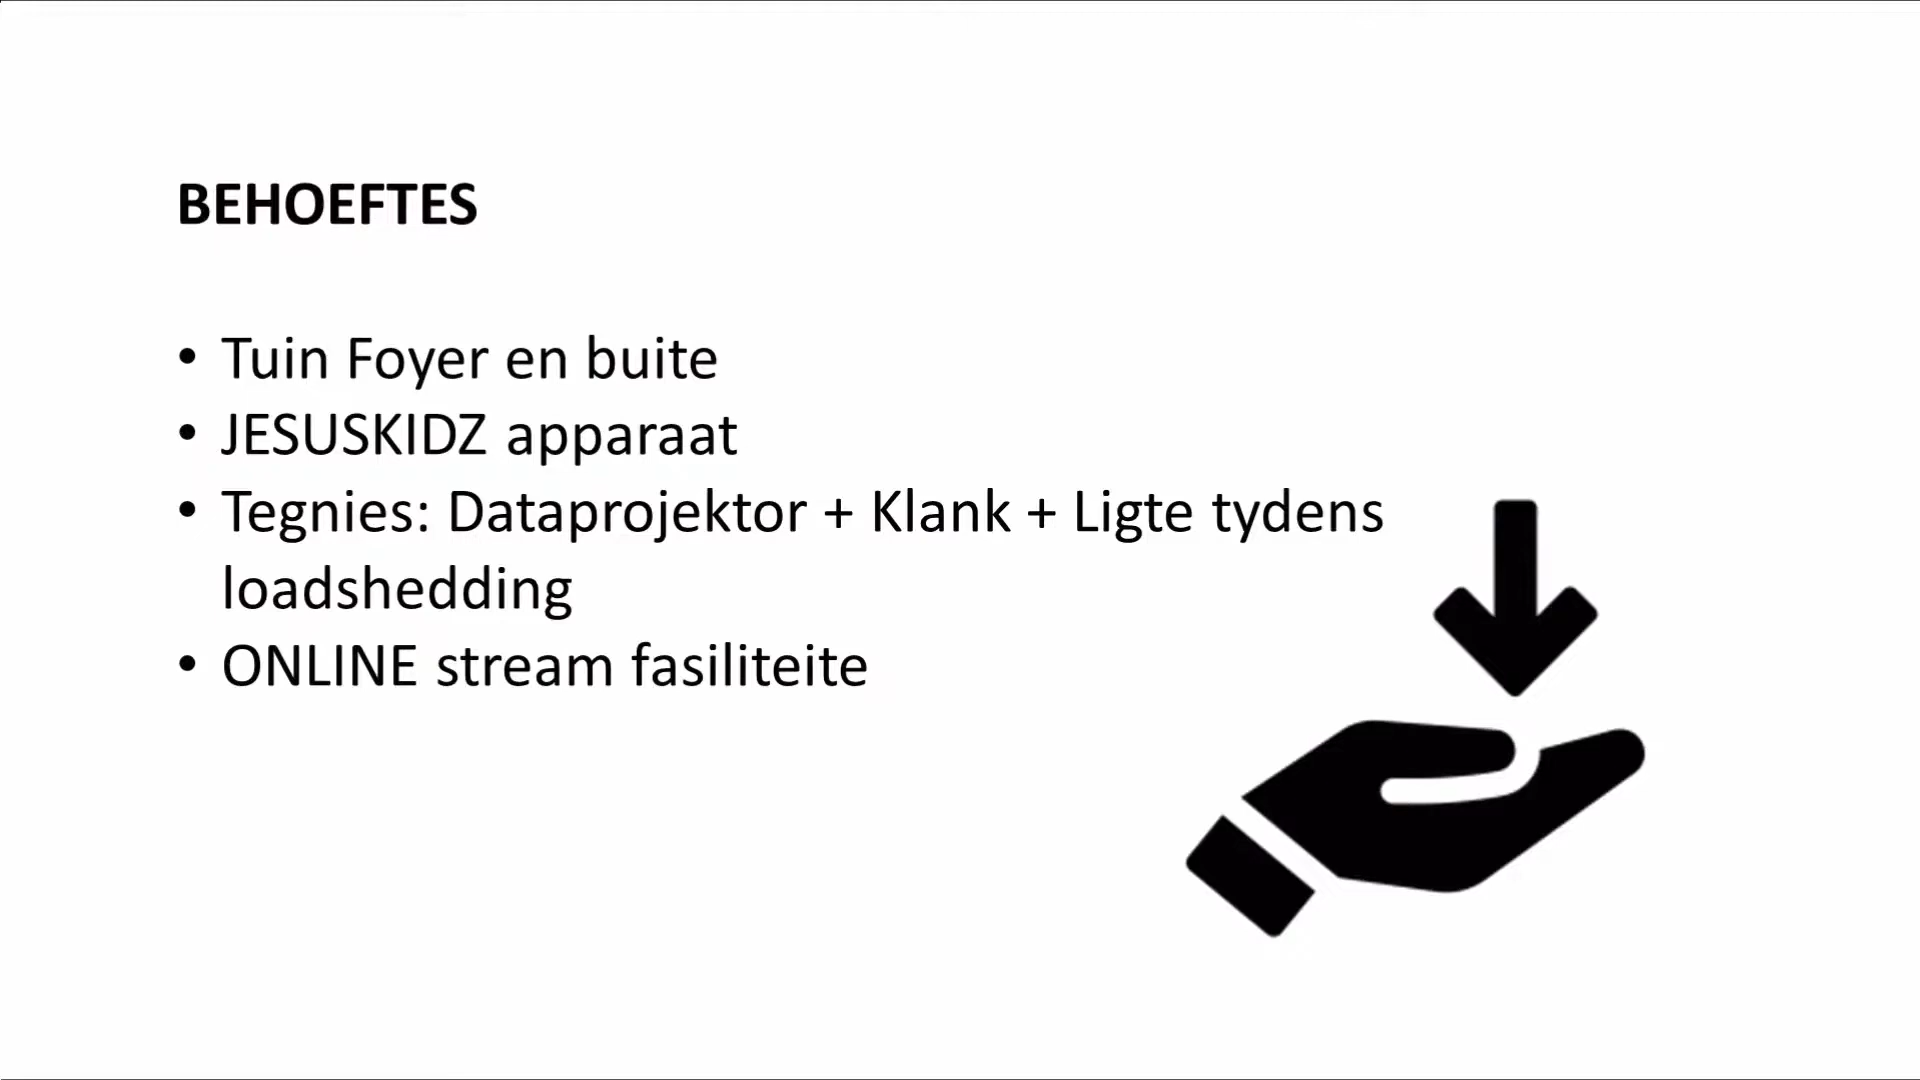 BEHOEFTES
• Tuin Foyer en buite
• JESUSKIDZ apparaat
• Tegnies: Dataprojektor + Klank + Ligte tydens
loadshedding
• ONLINE stream fasiliteite